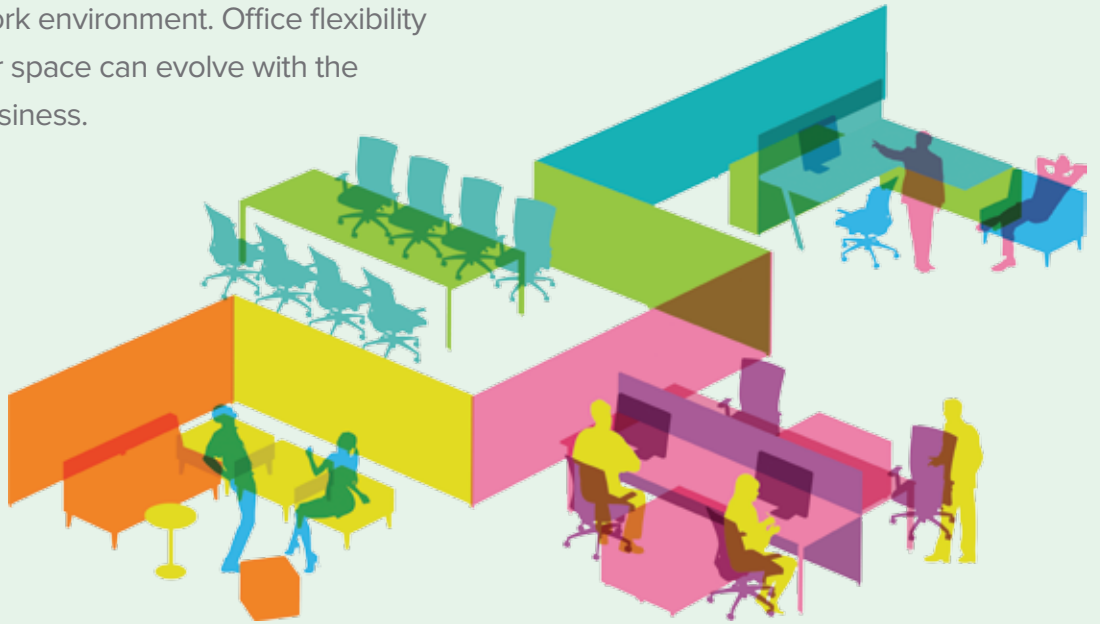 ork environment. Office flexibility
r space can evolve with the
siness.